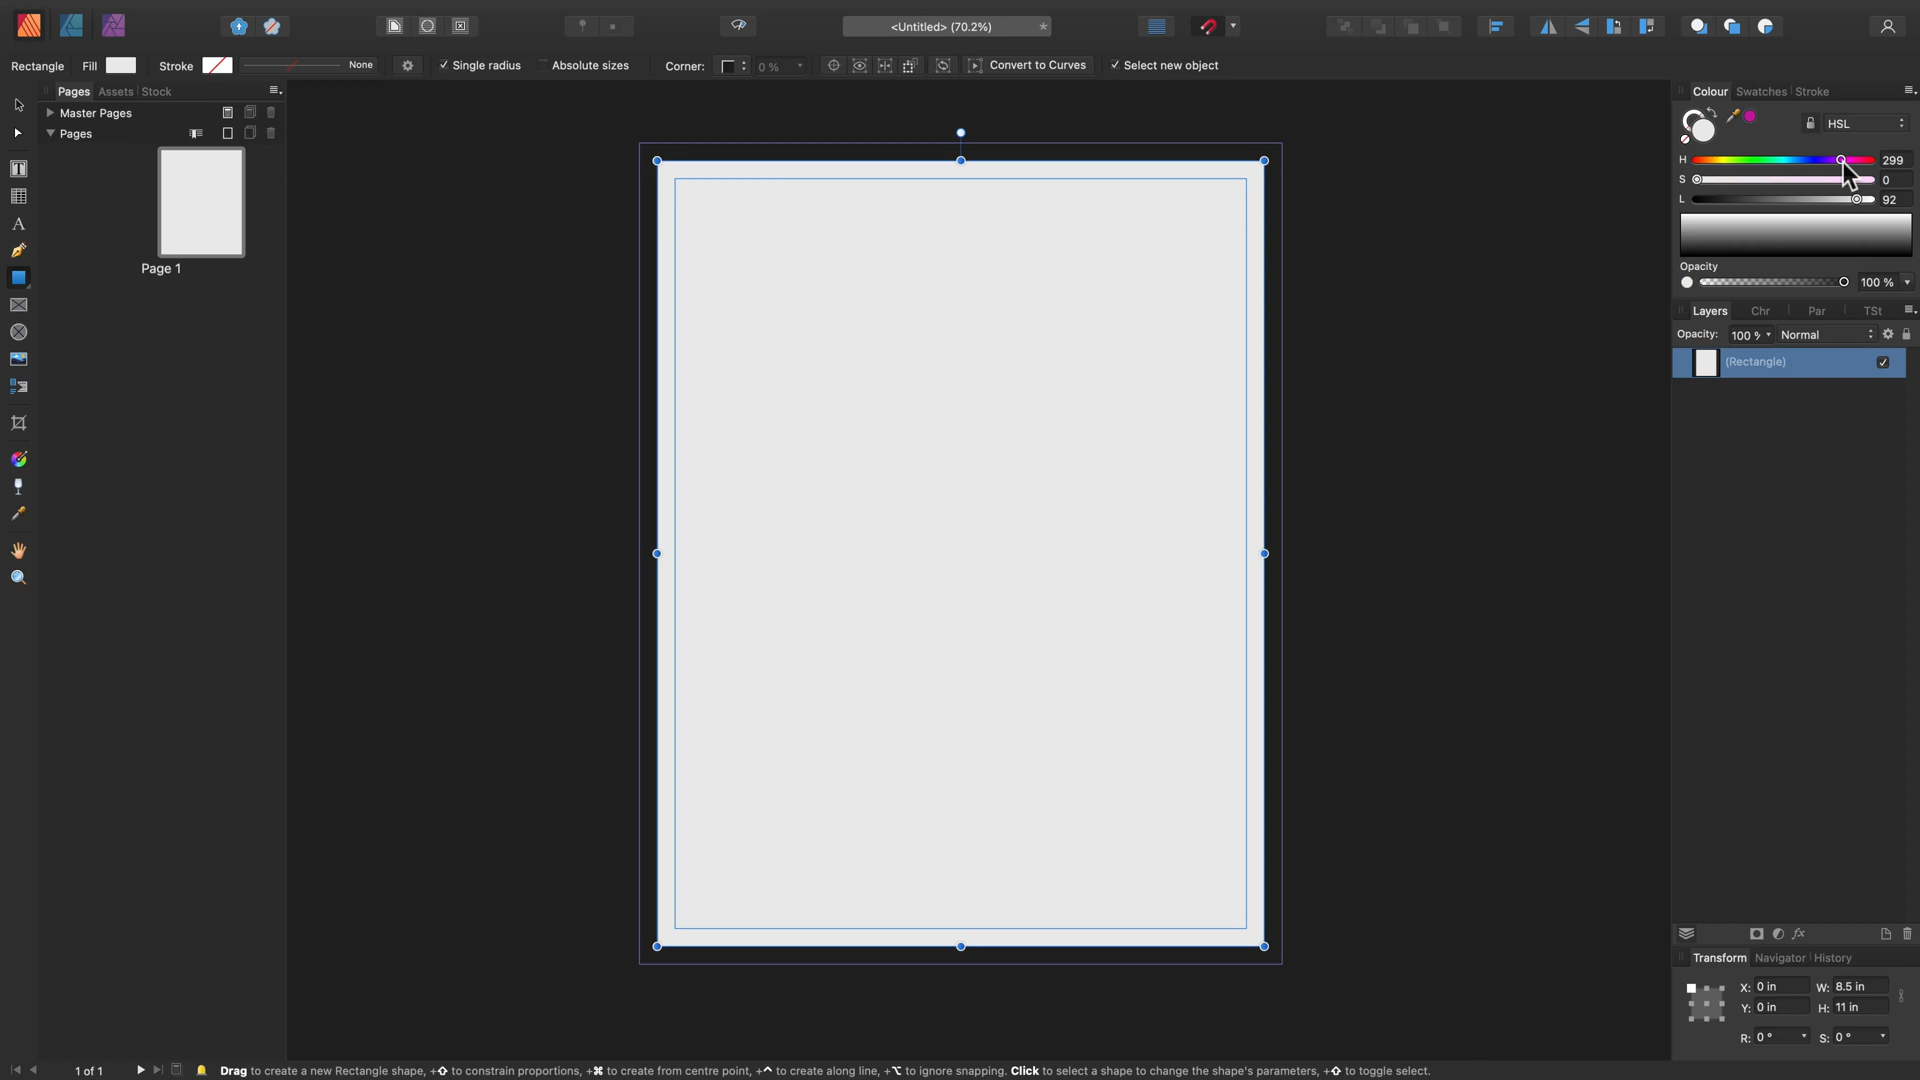 <Untitled> (70.2%)
Rectangle Fill Stroke None Single radius Absolute sizes Corner: 0 % Convert to Curves Select new object
Pages Assets Stock
Master Pages
Pages
Page 1
Colour Swatches Stroke
HSL
H 299
S 0
L 92
Opacity
100 %
Layers Chr Par TSt
Opacity: 100 % Normal
(Rectangle)
Transform Navigator History
X: 0 in W: 8.5 in
Y: 0 in H: 11 in
R: 0 ° S: 0 °
1 of 1 Drag to create a new Rectangle shape, +⇧ to constrain proportions, +⌘ to create from centre point, +^ to create along line, +⌥ to ignore snapping. Click to select a shape to change the shape's parameters, +⇧ to toggle select.